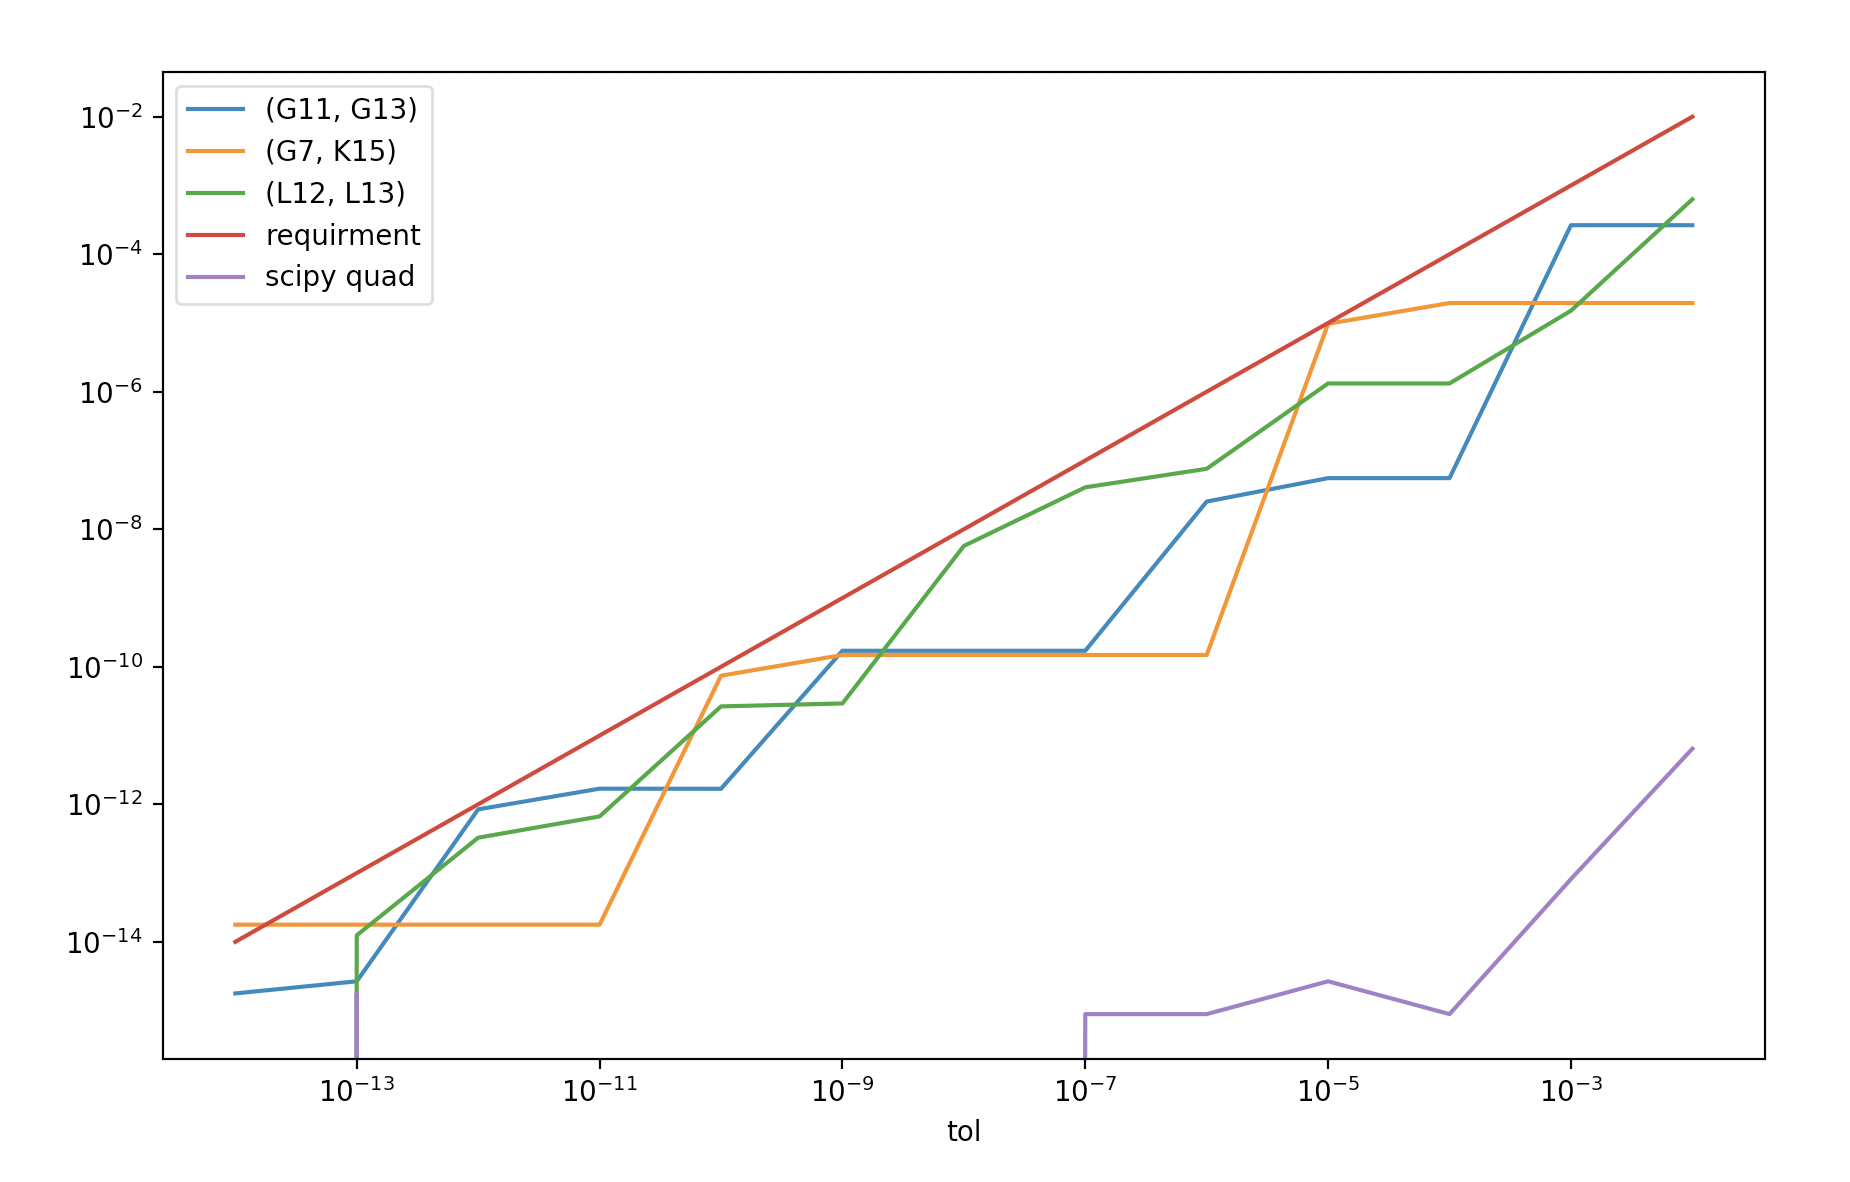 (G11, G13)
(G7, K15)
(L12, L13)
requirment
scipy quad
10⁻²
10⁻⁴
10⁻⁶
10⁻⁸
10⁻¹⁰
10⁻¹²
10⁻¹⁴
10⁻¹³ 10⁻¹¹ 10⁻⁹ 10⁻⁷ 10⁻⁵ 10⁻³
tol